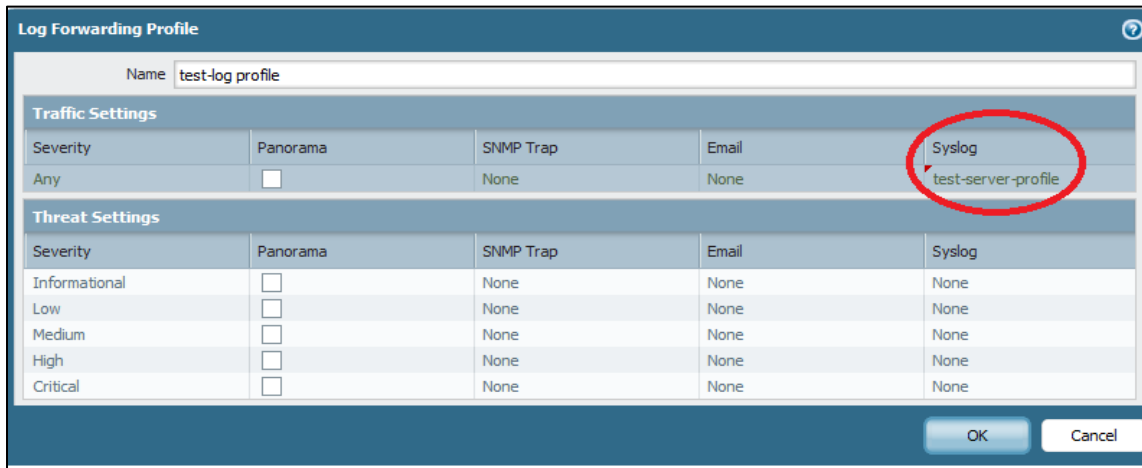 Log Forwarding Profile
Name test-log profile
Traffic Settings
Severity Panorama SNMP Trap Email Syslog
Any None None test-server-profile
Threat Settings
Severity Panorama SNMP Trap Email Syslog
Informational None None None
Low None None None
Medium None None None
High None None None
Critical None None None
OK Cancel